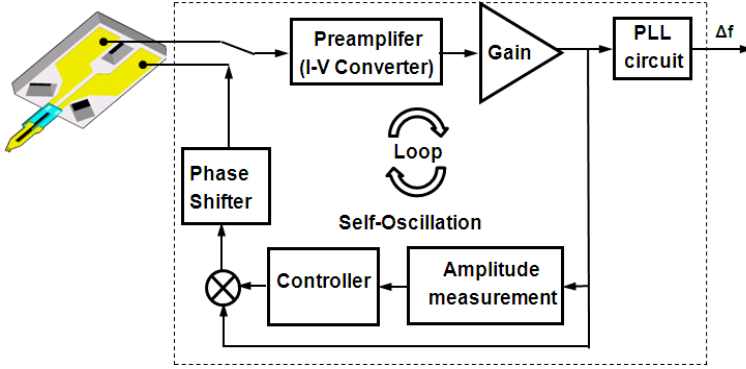 Preamplifer
(I-V Converter)
Gain
PLL
circuit
Δf
Loop
Phase
Shifter
Self-Oscillation
Controller
Amplitude
measurement